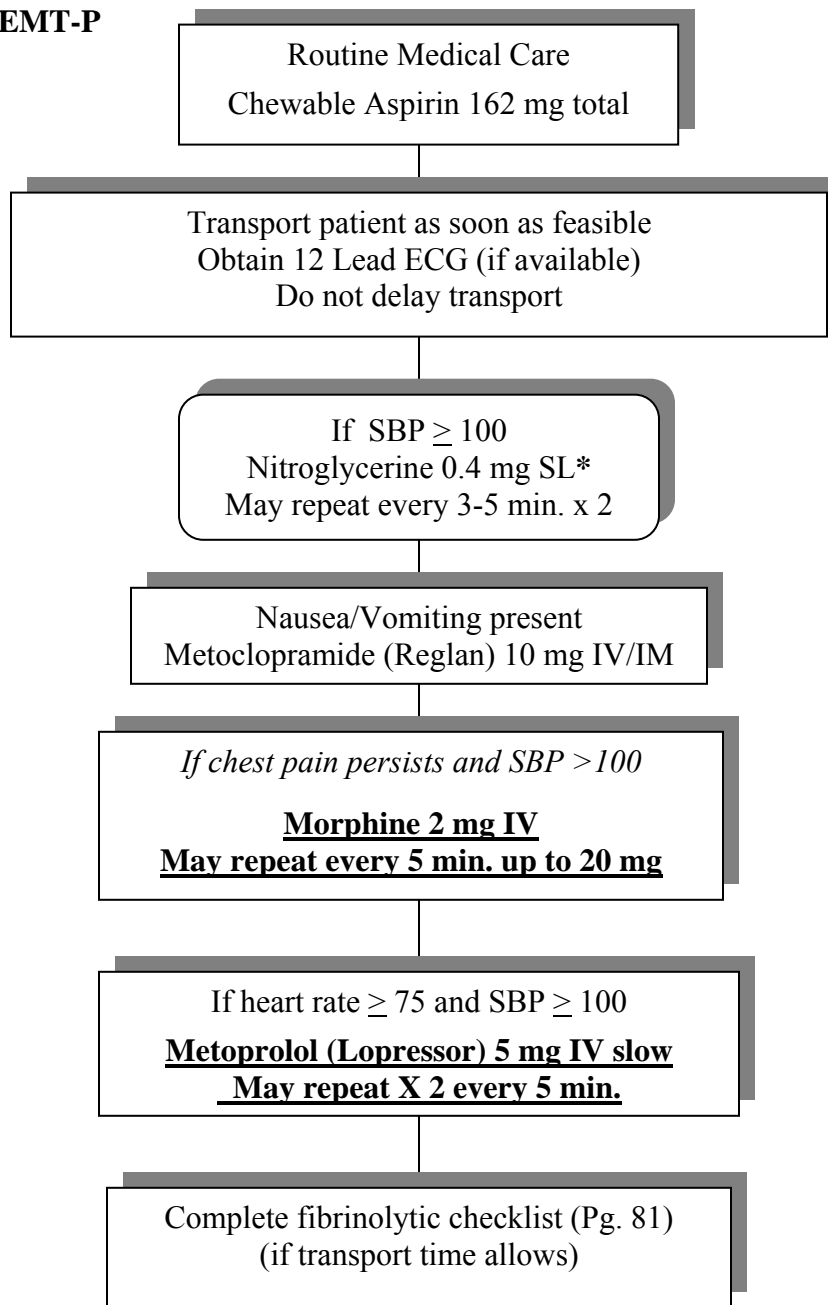 EMT-P
Routine Medical Care
Chewable Aspirin 162 mg total
Transport patient as soon as feasible
Obtain 12 Lead ECG (if available)
Do not delay transport
If SBP ≥ 100
Nitroglycerine 0.4 mg SL*
May repeat every 3-5 min. x 2
Nausea/Vomiting present
Metoclopramide (Reglan) 10 mg IV/IM
If chest pain persists and SBP >100
Morphine 2 mg IV
May repeat every 5 min. up to 20 mg
If heart rate ≥ 75 and SBP ≥ 100
Metoprolol (Lopressor) 5 mg IV slow
May repeat X 2 every 5 min.
Complete fibrinolytic checklist (Pg. 81)
(if transport time allows)